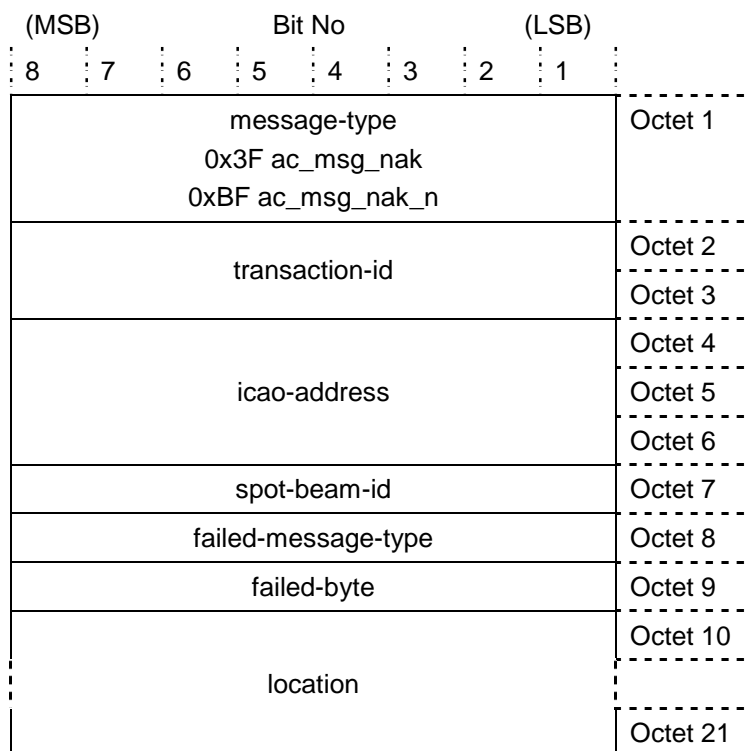 (MSB) Bit No (LSB)
8 7 6 5 4 3 2 1
message-type Octet 1
0x3F ac_msg_nak
0xBF ac_msg_nak_n
Octet 2
transaction-id
Octet 3
Octet 4
icao-address Octet 5
Octet 6
spot-beam-id Octet 7
failed-message-type Octet 8
failed-byte Octet 9
Octet 10
location
Octet 21